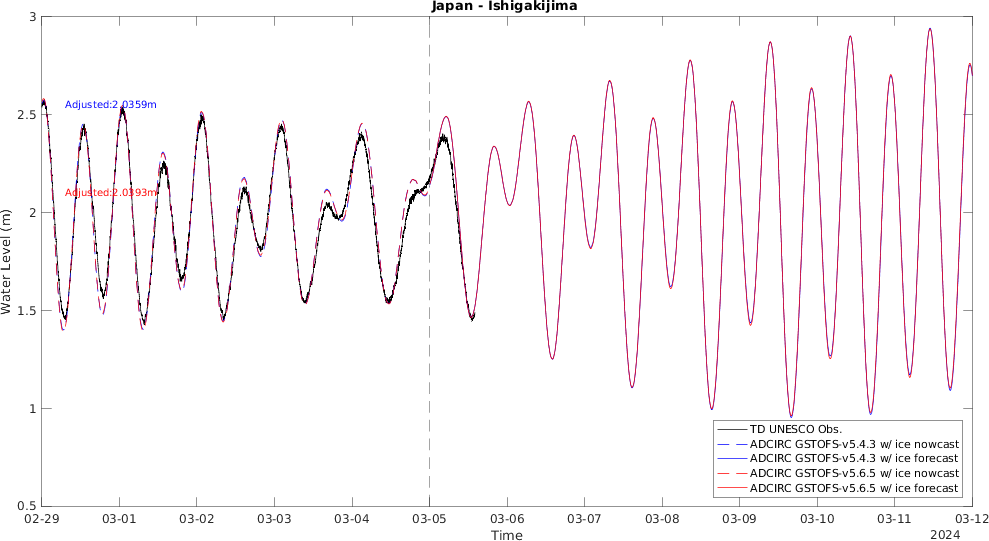 Japan - Ishigakijima
3
2.5
2
1.5
1
0.5
Water Level (m)
Adjusted:2.0359m
Adjusted:2.0393m
TD UNESCO Obs.
ADCIRC GSTOFS-v5.4.3 w/ ice nowcast
ADCIRC GSTOFS-v5.4.3 w/ ice forecast
ADCIRC GSTOFS-v5.6.5 w/ ice nowcast
ADCIRC GSTOFS-v5.6.5 w/ ice forecast
02-29 03-01 03-02 03-03 03-04 03-05 03-06 03-07 03-08 03-09 03-10 03-11 03-12
Time
2024